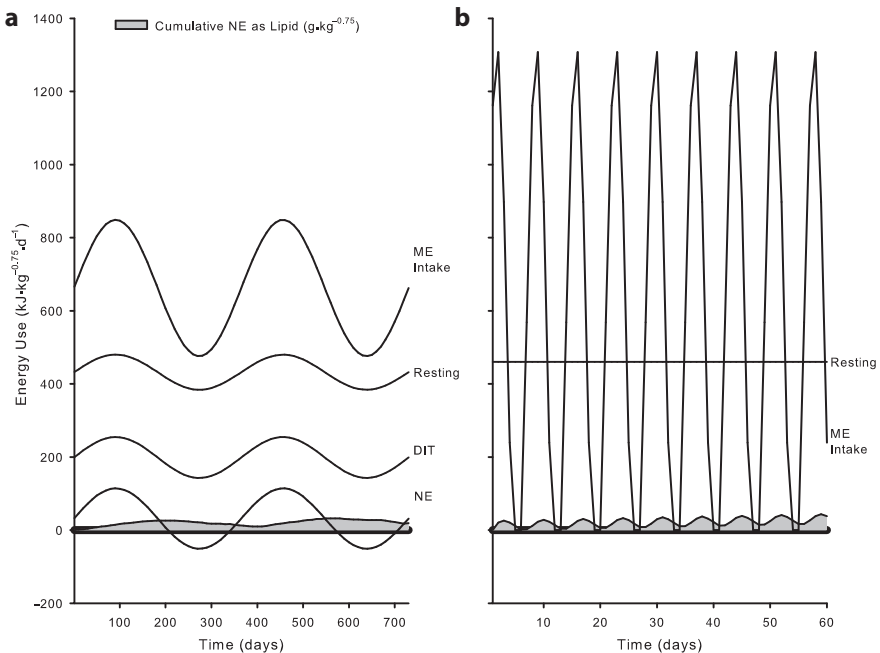 a
b
Cumulative NE as Lipid (g▪kg−0.75)
Energy Use (kJ▪kg−0.75▪d−1)
1400
1200
1000
800
600
400
200
0
−200
ME
Intake
Resting
DIT
NE
100
200
300
400
500
600
700
Time (days)
Resting
ME
Intake
10
20
30
40
50
60
Time (days)